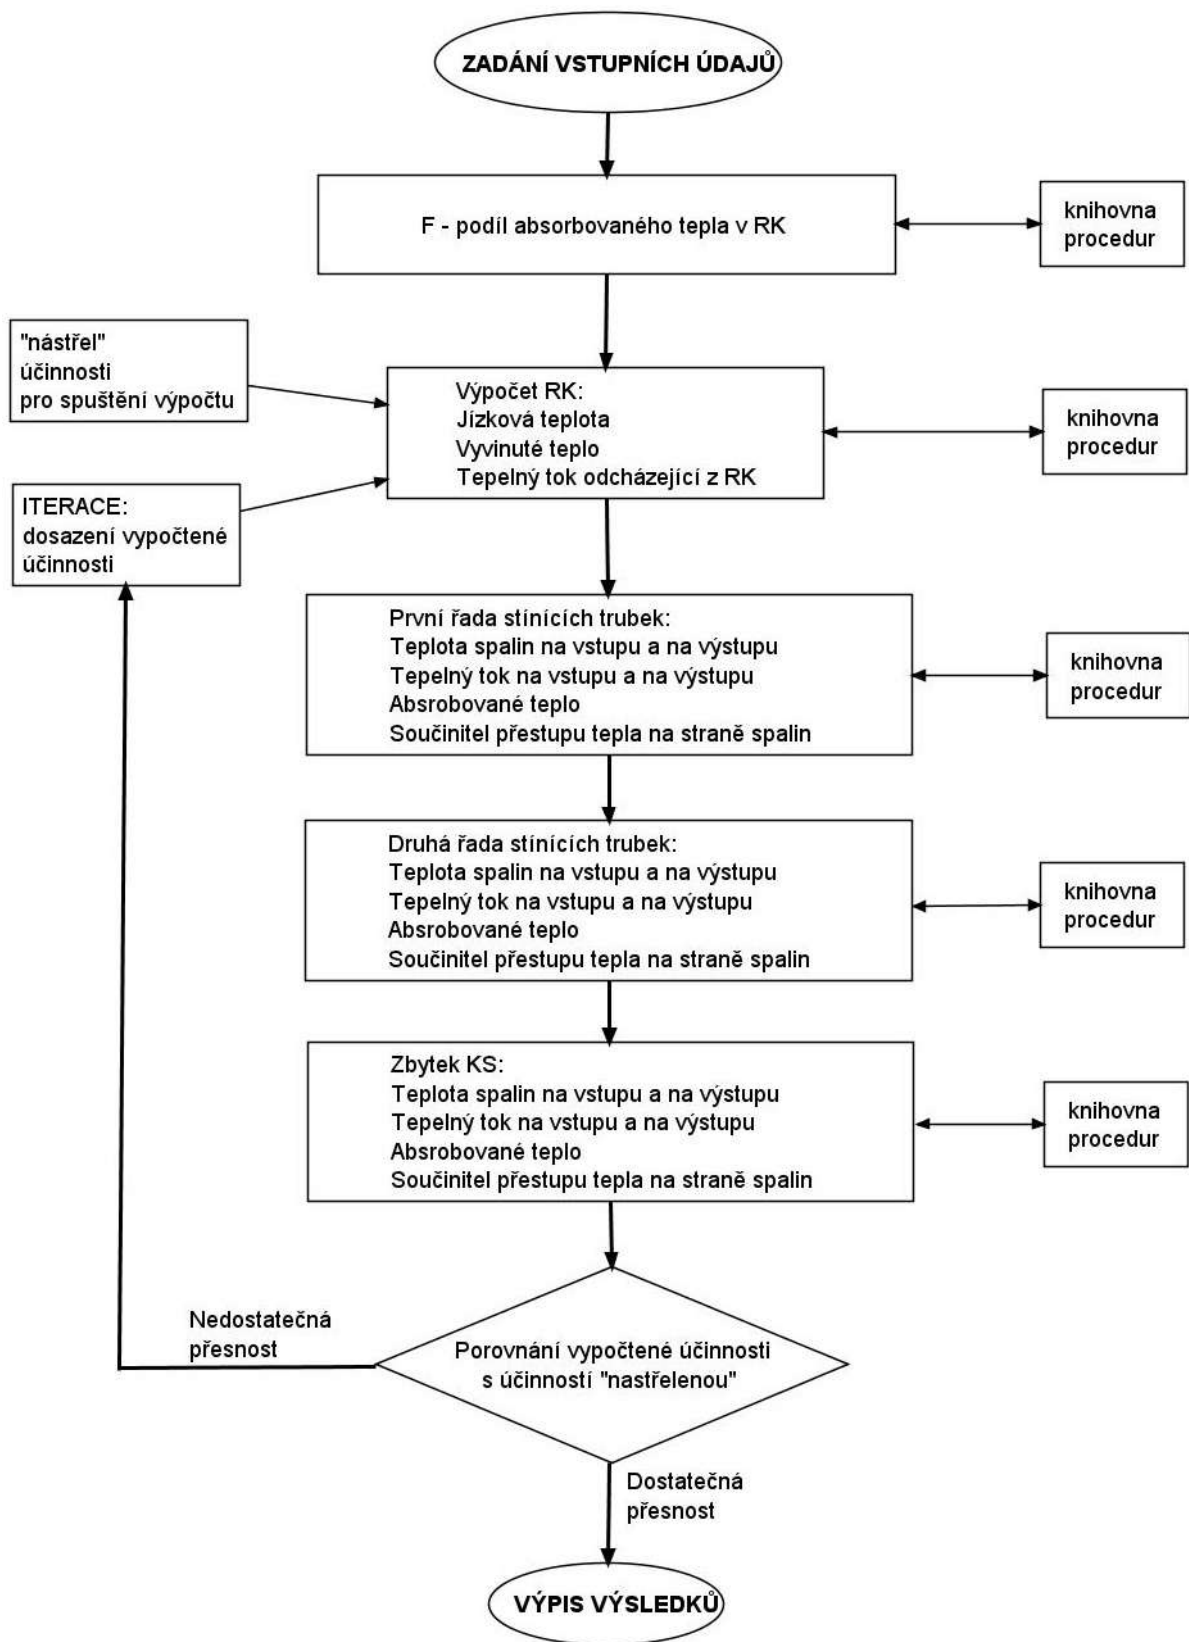 ZADÁNÍ VSTUPNÍCH ÚDAJŮ
F - podíl absorbovaného tepla v RK
knihovna
procedur
"nástřel"
účinnosti
pro spuštění výpočtu
Výpočet RK:
Jízková teplota
Vyvinuté teplo
Tepelný tok odcházející z RK
knihovna
procedur
ITERACE:
dosazení vypočtené
účinnosti
První řada stínících trubek:
Teplota spalin na vstupu a na výstupu
Tepelný tok na vstupu a na výstupu
Absrobované teplo
Součinitel přestupu tepla na straně spalin
knihovna
procedur
Druhá řada stínících trubek:
Teplota spalin na vstupu a na výstupu
Tepelný tok na vstupu a na výstupu
Absrobované teplo
Součinitel přestupu tepla na straně spalin
knihovna
procedur
Zbytek KS:
Teplota spalin na vstupu a na výstupu
Tepelný tok na vstupu a na výstupu
Absrobované teplo
Součinitel přestupu tepla na straně spalin
knihovna
procedur
Nedostatečná
přesnost
Porovnání vypočtené účinnosti
s účinností "nastřelenou"
Dostatečná
přesnost
VÝPIS VÝSLEDKŮ